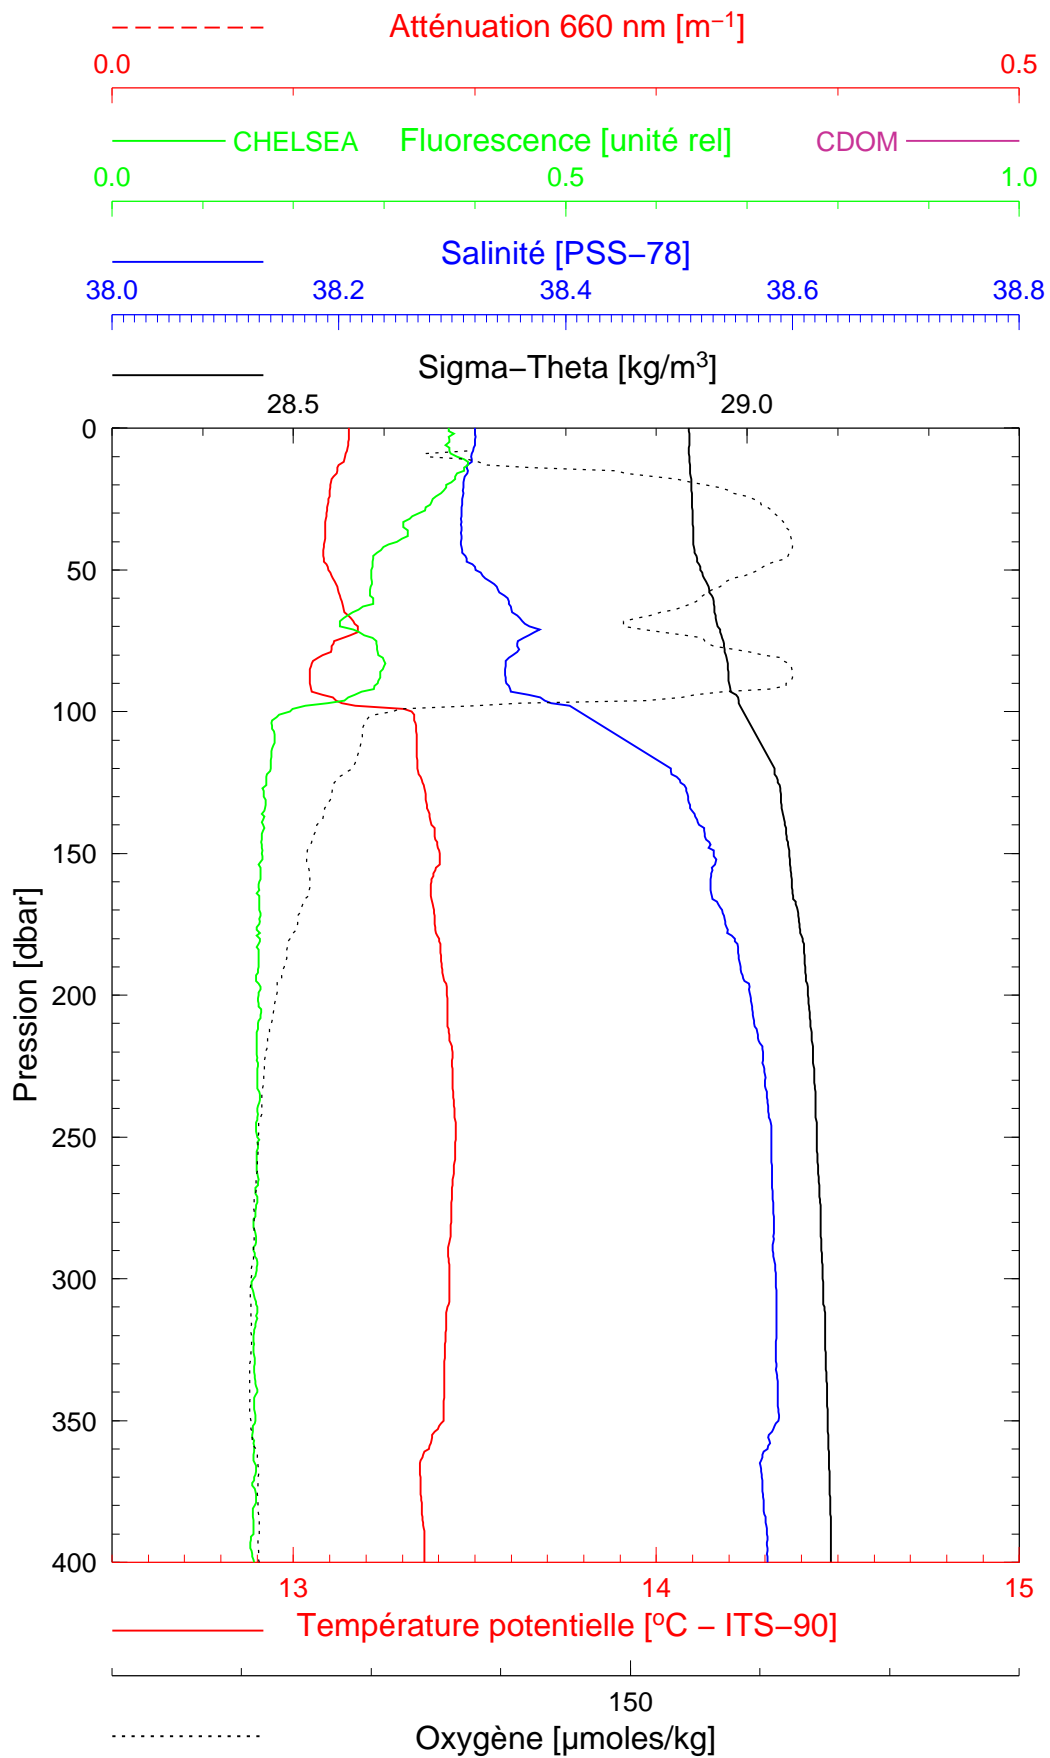 Atténuation 660 nm [m−1]
0.0 0.5
CHELSEA Fluorescence [unité rel] CDOM
0.0 0.5 1.0
Salinité [PSS−78]
38.0 38.2 38.4 38.6 38.8
Sigma−Theta [kg/m3]
28.5 29.0
0
50
100
150
200
250
300
350
400
Pression [dbar]
13 14 15
Température potentielle [oC − ITS−90]
150
Oxygène [µmoles/kg]